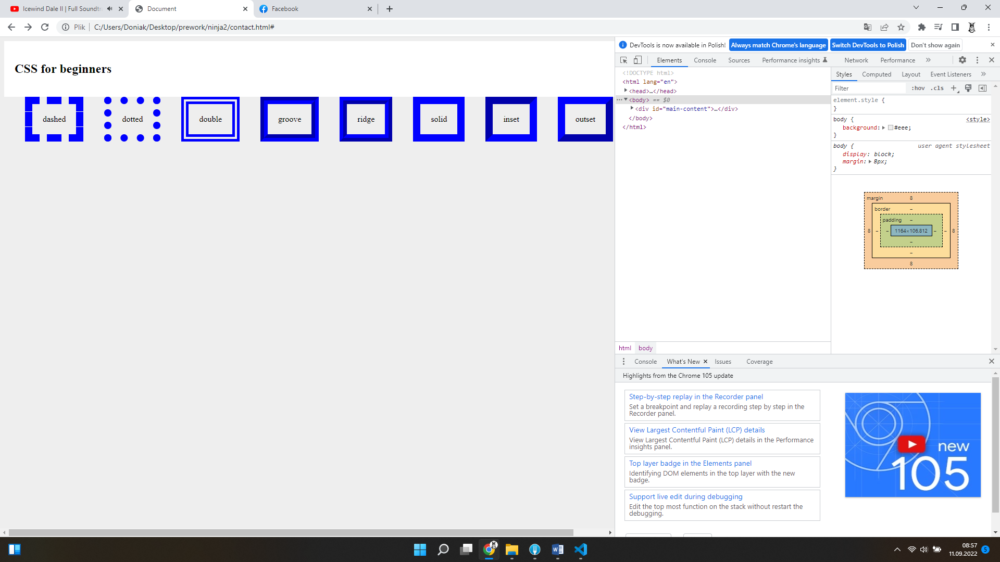 Icewind Dale II | Full Soundtr
Document
Facebook
Plik
C:/Users/Doniak/Desktop/prework/ninja2/contact.html#
CSS for beginners
dashed
dotted
double
groove
ridge
solid
inset
outset
DevTools is now available in Polish!
Always match Chrome's language
Switch DevTools to Polish
Don't show again
Elements
Console
Sources
Performance insights
Network
Performance
<!DOCTYPE html>
<html lang="en">
<head>…</head>
<body> == $0
<div id="main-content">…</div>
</body>
</html>
Styles
Computed
Layout
Event Listeners
Filter
:hov
.cls
element.style {
}
body {
<style>
background: #eee;
}
body {
user agent stylesheet
display: block;
margin: 8px;
}
margin
8
border
–
padding
–
8
–
–
1164×106.812
–
–
8
–
–
8
html
body
Console
What's New
Issues
Coverage
Highlights from the Chrome 105 update
Step-by-step replay in the Recorder panel
Set a breakpoint and replay a recording step by step in the
Recorder panel.
View Largest Contentful Paint (LCP) details
View Largest Contentful Paint (LCP) details in the Performance
insights panel.
Top layer badge in the Elements panel
Identifying DOM elements in the top layer with the new
badge.
Support live edit during debugging
Edit the top most function on the stack without restart the
debugging.
new
105
08:57
11.09.2022
5